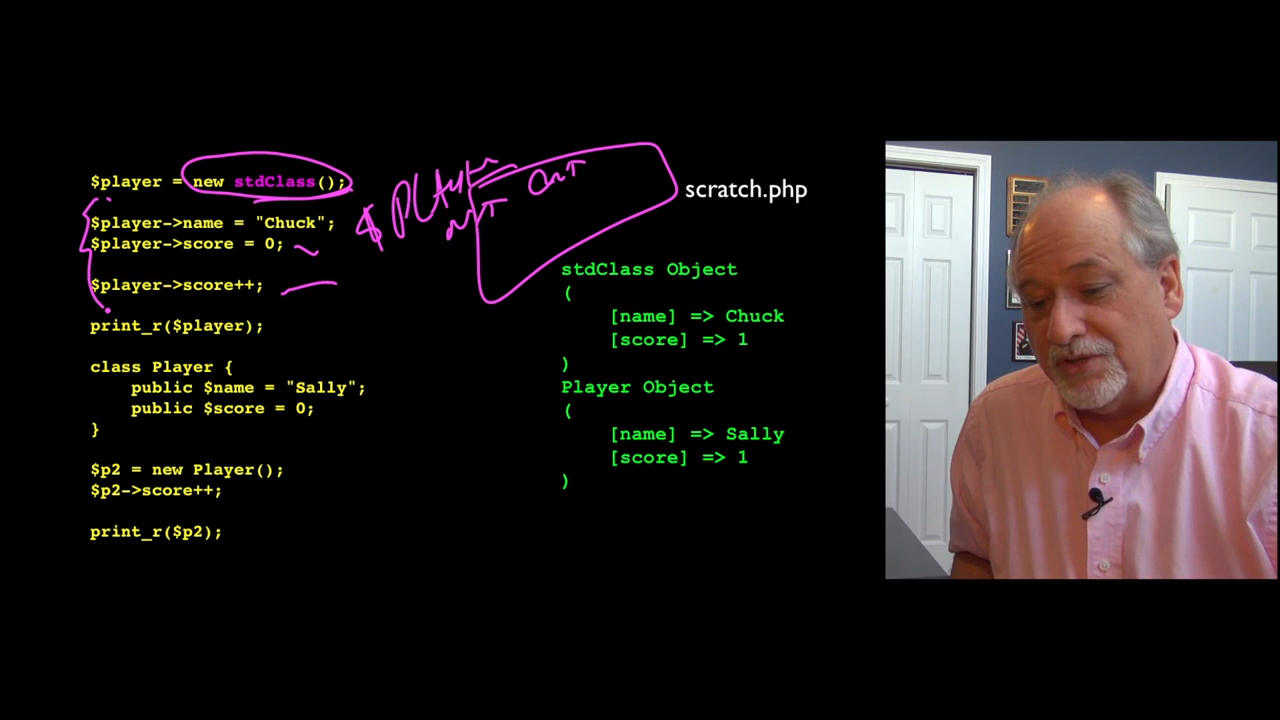 $player = new stdClass();
$player->name = "Chuck";
$player->score = 0;
$player->score++;
print_r($player);
class Player {
public $name = "Sally";
public $score = 0;
}
$p2 = new Player();
$p2->score++;
print_r($p2);
$ PLAyer
scratch.php
stdClass Object
(
[name] => Chuck
[score] => 1
)
Player Object
(
[name] => Sally
[score] => 1
)